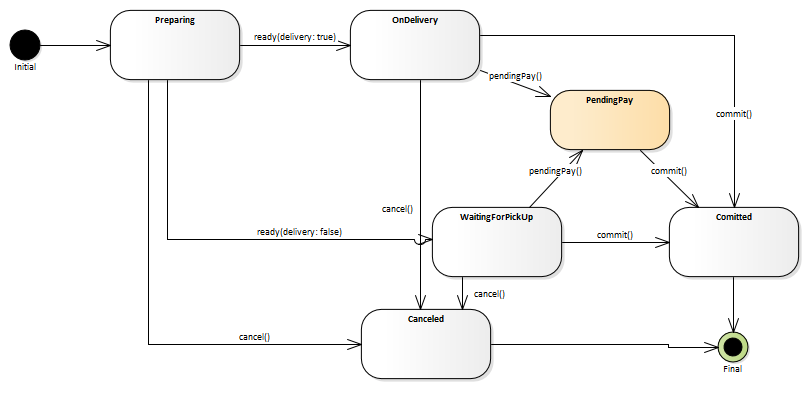 Preparing
OnDelivery
ready(delivery: true)
Initial
pendingPay()
PendingPay
commit()
pendingPay()
commit()
cancel()
WaitingForPickUp
Comitted
ready(delivery: false)
commit()
cancel()
Canceled
cancel()
Final